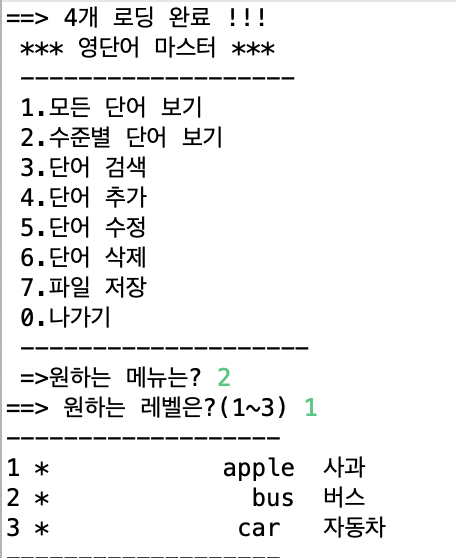 ==> 4개 로딩 완료 !!!
*** 영단어 마스터 ***
-------------------
1.모든 단어 보기
2.수준별 단어 보기
3.단어 검색
4.단어 추가
5.단어 수정
6.단어 삭제
7.파일 저장
0.나가기
--------------------
=>원하는 메뉴는? 2
==> 원하는 레벨은?(1~3) 1
-------------------
1 *            apple  사과
2 *              bus  버스
3 *             car   자동차
-------------------